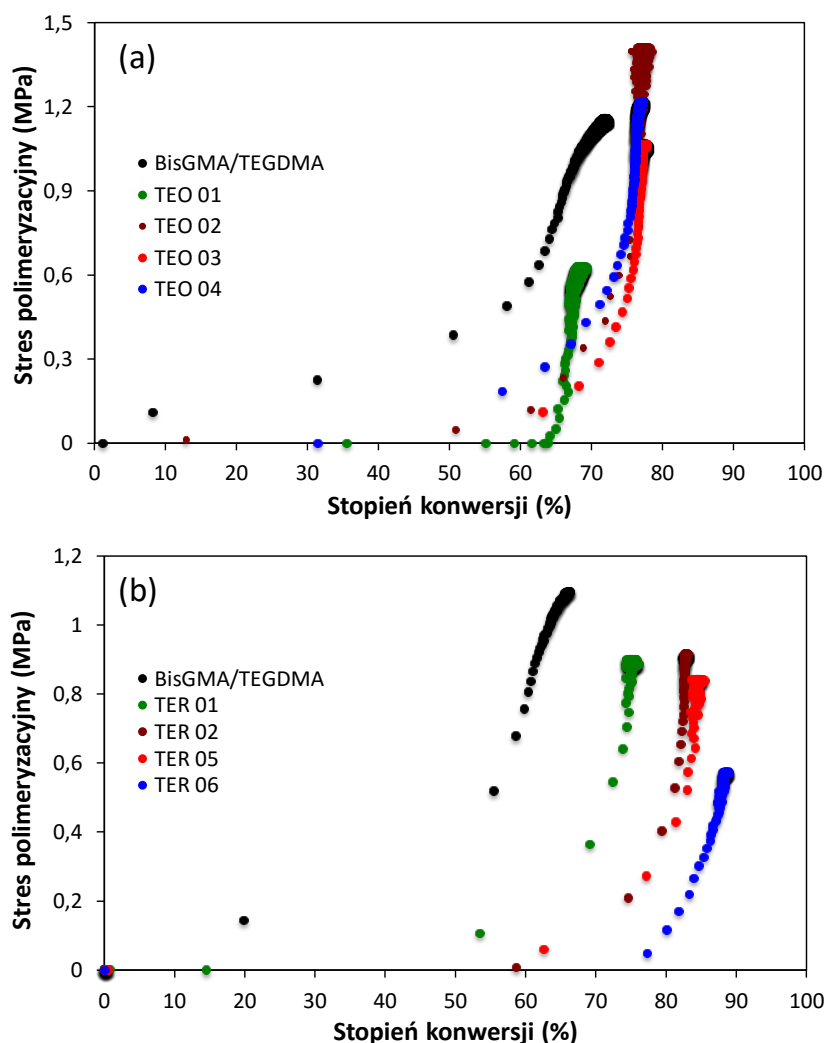 (a)
Stres polimeryzacyjny (MPa)
1,5
1,2
0,9
0,6
0,3
0
BisGMA/TEGDMA
TEO 01
TEO 02
TEO 03
TEO 04
0 10 20 30 40 50 60 70 80 90 100
Stopień konwersji (%)
(b)
Stres polimeryzacyjny (MPa)
1,2
1
0,8
0,6
0,4
0,2
0
BisGMA/TEGDMA
TER 01
TER 02
TER 05
TER 06
0 10 20 30 40 50 60 70 80 90 100
Stopień konwersji (%)